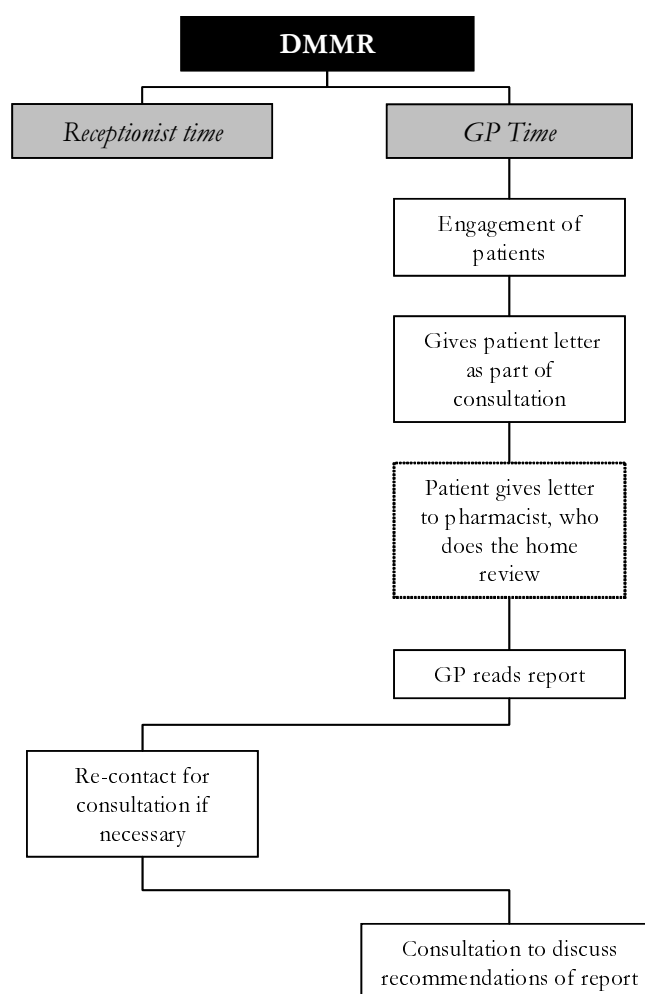 DMMR
Receptionist time
GP Time
Engagement of
patients
Gives patient letter
as part of
consultation
Patient gives letter
to pharmacist, who
does the home
review
GP reads report
Re-contact for
consultation if
necessary
Consultation to discuss
recommendations of report